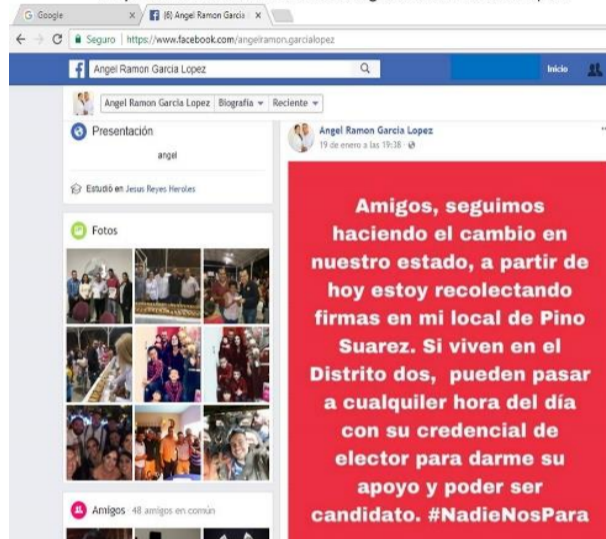 Google
(6) Angel Ramon Garcia
Seguro | https://www.facebook.com/angelramon.garcialopez
Angel Ramon Garcia Lopez
Inicio
Angel Ramon Garcia Lopez Biografía Reciente
Presentación
angel
Estudió en Jesus Reyes Heroles
Fotos
Amigos · 48 amigos en común
Angel Ramon Garcia Lopez
19 de enero a las 19:38
Amigos, seguimos
haciendo el cambio en
nuestro estado, a partir de
hoy estoy recolectando
firmas en mi local de Pino
Suarez. Si viven en el
Distrito dos, pueden pasar
a cualquiler hora del día
con su credencial de
elector para darme su
apoyo y poder ser
candidato. #NadieNosPara